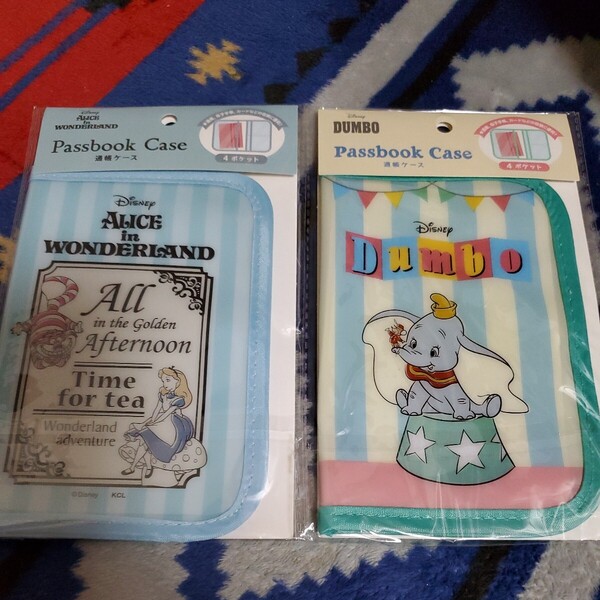 Disney
ALICE
in
WONDERLAND
Passbook Case
通帳ケース
4ポケット
Disney
ALICE
in
WONDERLAND
All
in the Golden
Afternoon
Time
for tea
Wonderland
adventure
©Disney KCL
Disney
DUMBO
Passbook Case
通帳ケース
4ポケット
Disney
Dumbo